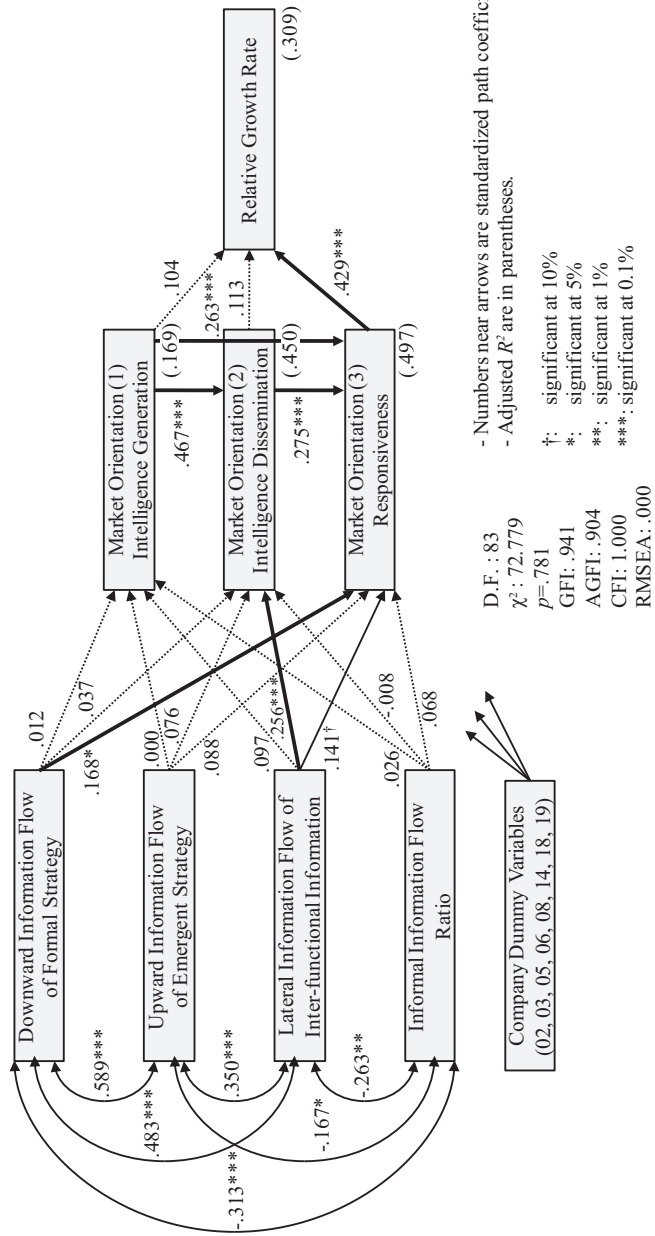 Downward Information Flow
of Formal Strategy
Upward Information Flow
of Emergent Strategy
Lateral Information Flow of
Inter-functional Information
Informal Information Flow
Ratio
Company Dummy Variables
(02, 03, 05, 06, 08, 14, 18, 19)
.589***
.483***
.350***
-.313***
-.167*
-.263**
.012
.037
.168*
.000
.076
.088
.097
.256***
.141†
.026
-.008
.068
Market Orientation (1)
Intelligence Generation
(.169)
.467***
.263***
Market Orientation (2)
Intelligence Dissemination
(.450)
.275***
Market Orientation (3)
Responsiveness
(.497)
.104
.113
.429***
Relative Growth Rate
(.309)
D.F. : 83
χ² : 72.779
p=.781
GFI: .941
AGFI: .904
CFI: 1.000
RMSEA: .000
- Numbers near arrows are standardized path
- Adjusted R² are in parentheses.
†: significant at 10%
*: significant at 5%
**: significant at 1%
***: significant at 0.1%